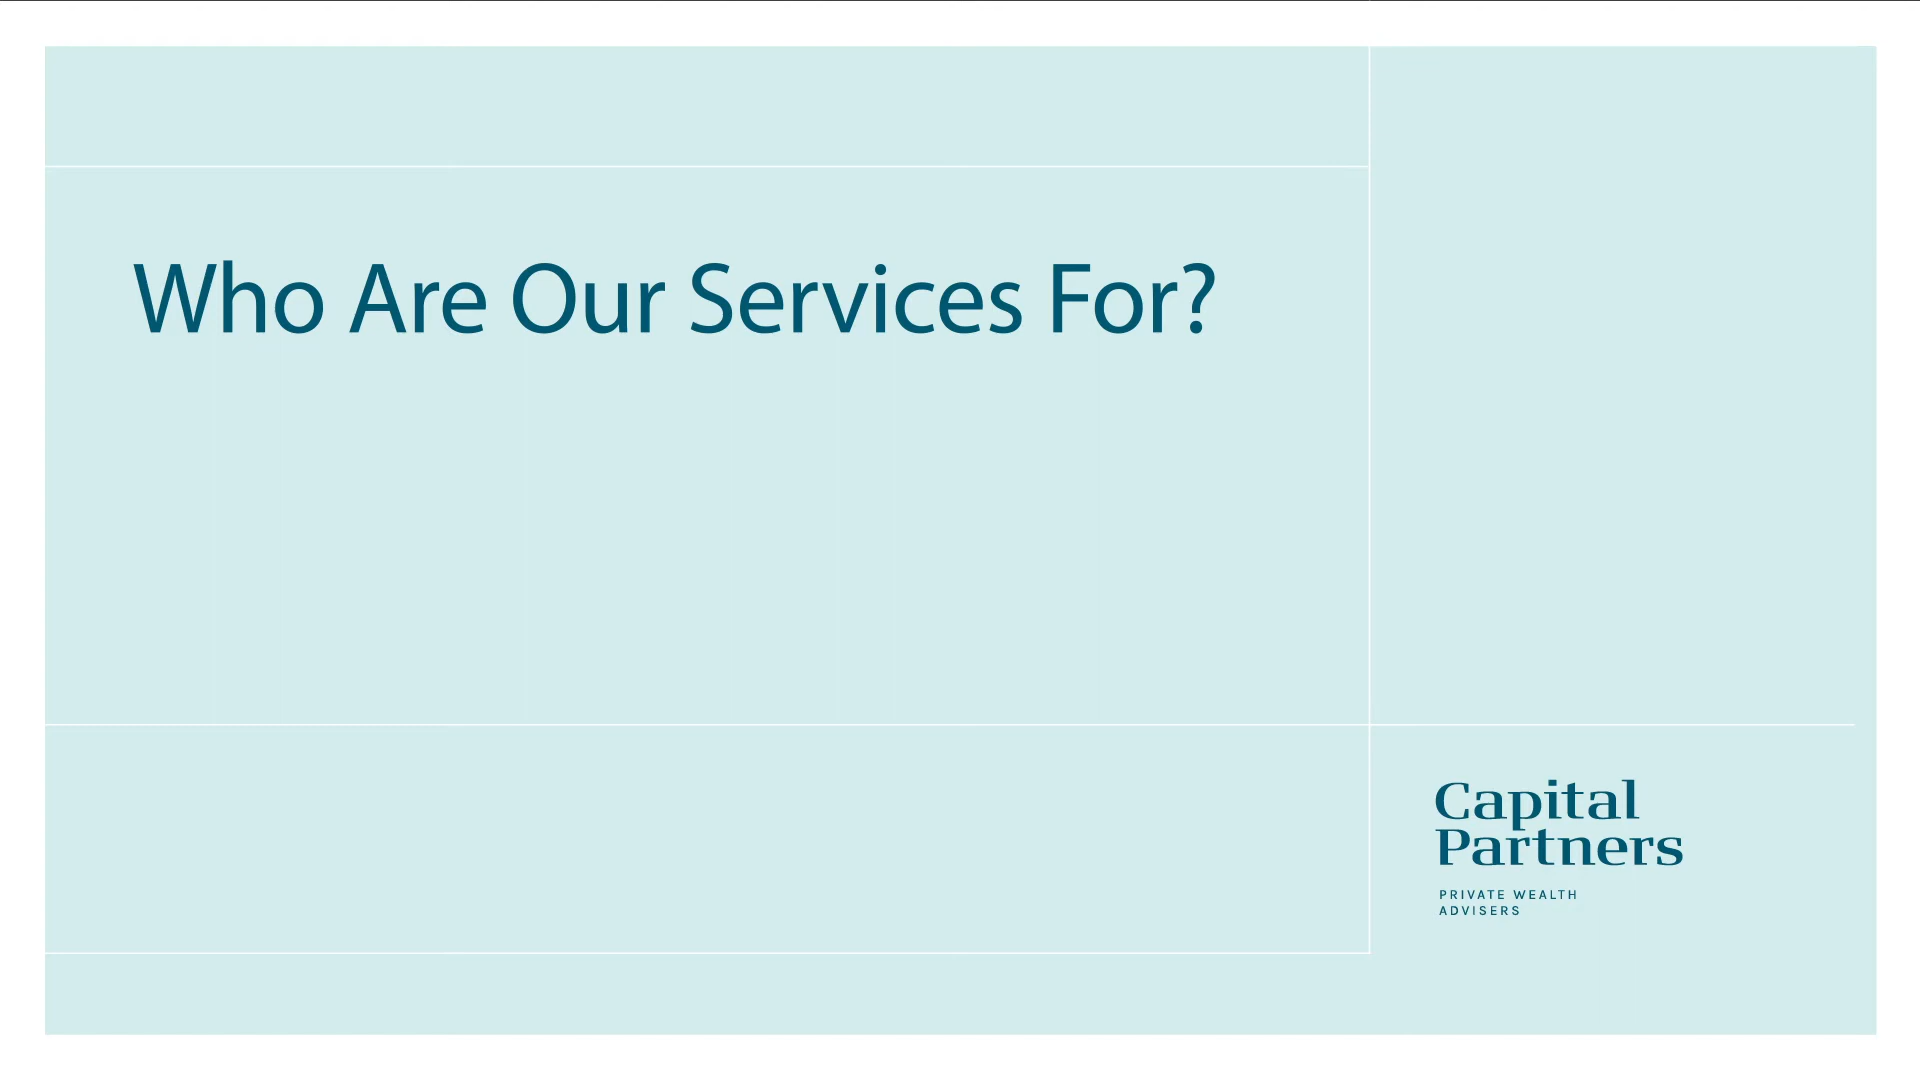 Who Are Our Services For?
Capital
Partners
PRIVATE WEALTH
ADVISERS